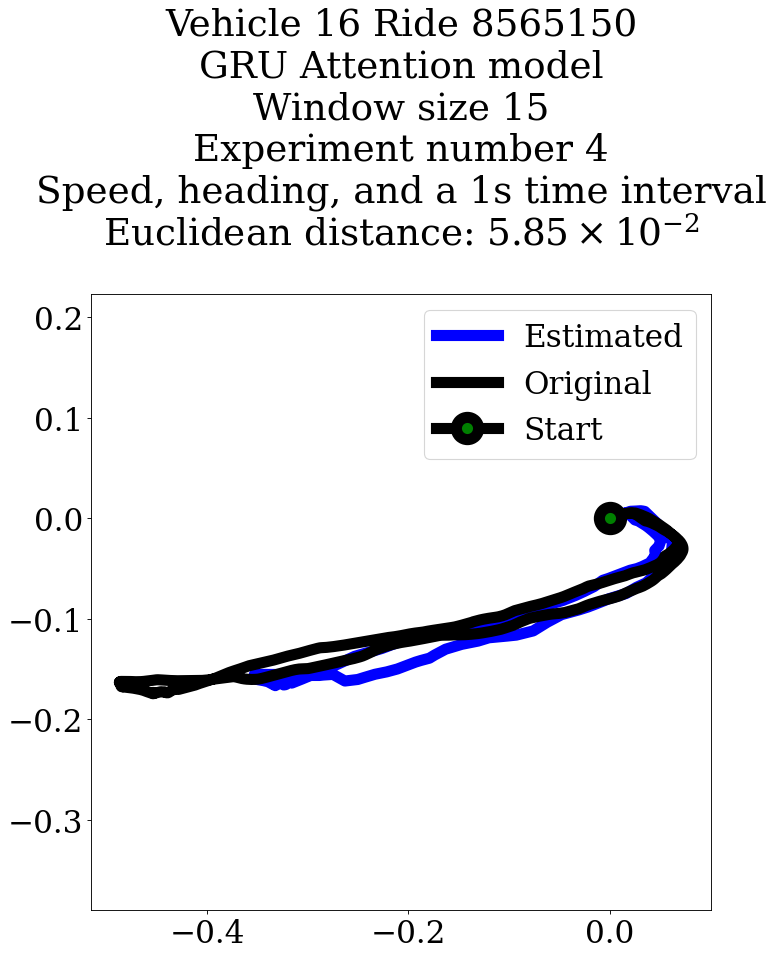 Vehicle 16 Ride 8565150
GRU Attention model
Window size 15
Experiment number 4
Speed, heading, and a 1s time interval
Euclidean distance: 5.85 × 10⁻²
0.2
Estimated
Original
0.1
Start
0.0
−0.1
−0.2
−0.3
−0.4 −0.2 0.0